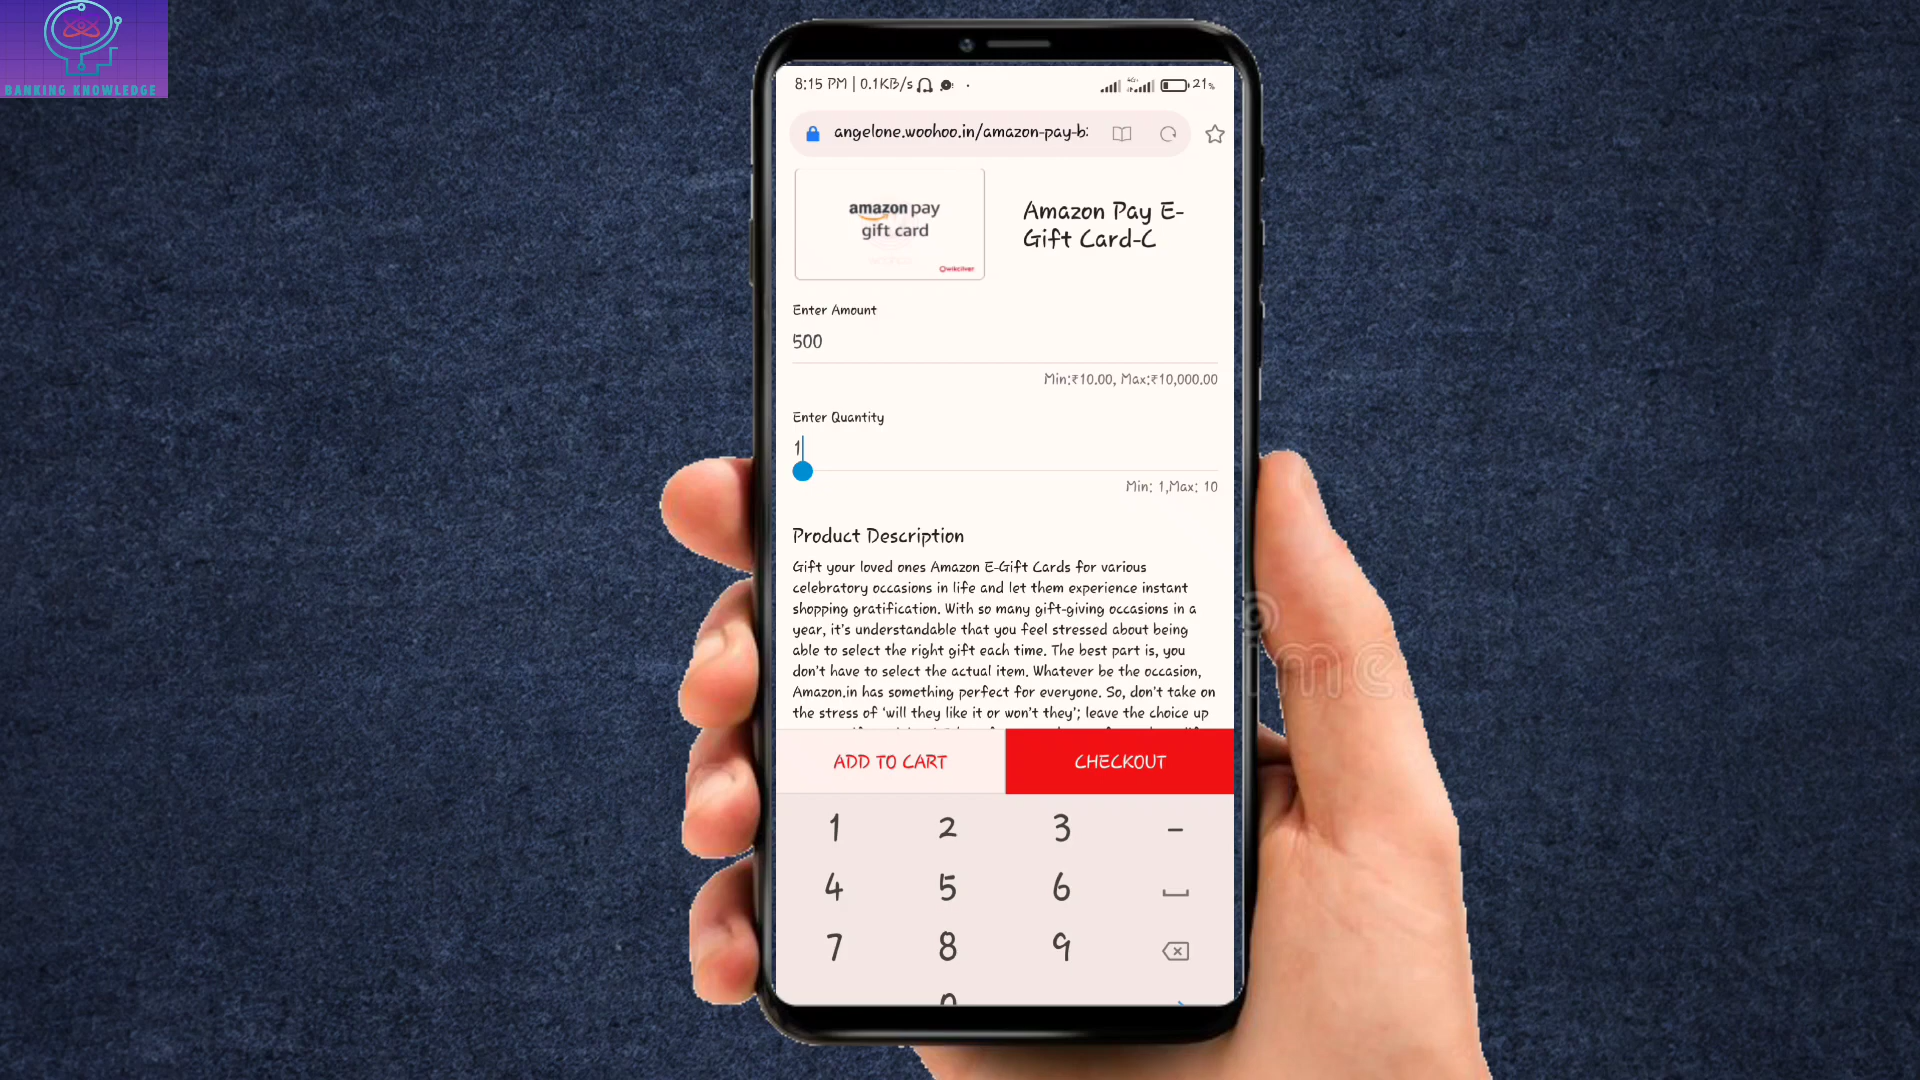 BANKING KNOWLEDGE
8:15 PM | 0.1KB/s
21%
angelone.woohoo.in/amazon-pay-b
amazon pay
gift card
Qwikcilver
Amazon Pay E-
Gift Card-C
Enter Amount
500
Min:₹10.00, Max:₹10,000.00
Enter Quantity
1
Min: 1,Max: 10
Product Description
Gift your loved ones Amazon E-Gift Cards for various
celebratory occasions in life and let them experience instant
shopping gratification. With so many gift-giving occasions in a
year, it's understandable that you feel stressed about being
able to select the right gift each time. The best part is, you
don't have to select the actual item. Whatever be the occasion,
Amazon.in has something perfect for everyone. So, don't take on
the stress of ‘will they like it or won't they’; leave the choice up
ADD TO CART
CHECKOUT
1 2 3 -
4 5 6
7 8 9
0